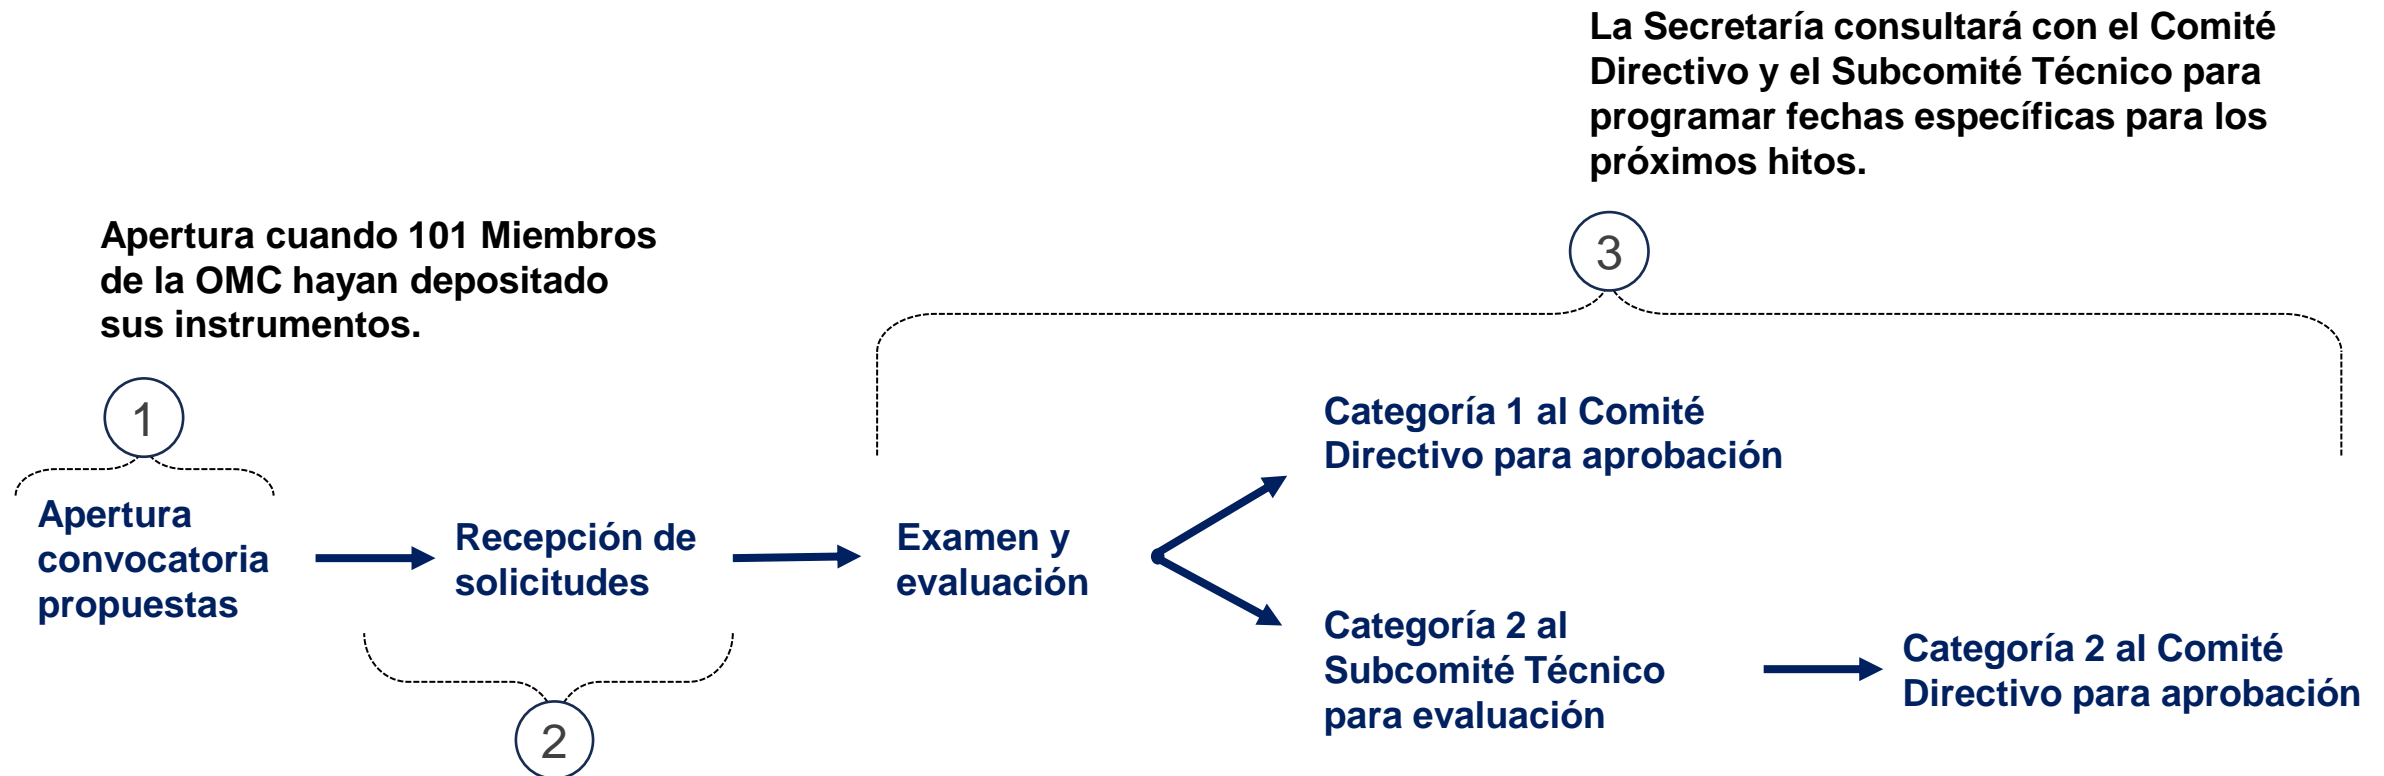 La Secretaría consultará con el Comité
Directivo y el Subcomité Técnico para
programar fechas específicas para los
próximos hitos.
Apertura cuando 101 Miembros
de la OMC hayan depositado
sus instrumentos.
3
1
Apertura
convocatoria
propuestas
Recepción de
solicitudes
2
Examen y
evaluación
Categoría 1 al Comité
Directivo para aprobación
Categoría 2 al
Subcomité Técnico
para evaluación
Categoría 2 al Comité
Directivo para aprobación